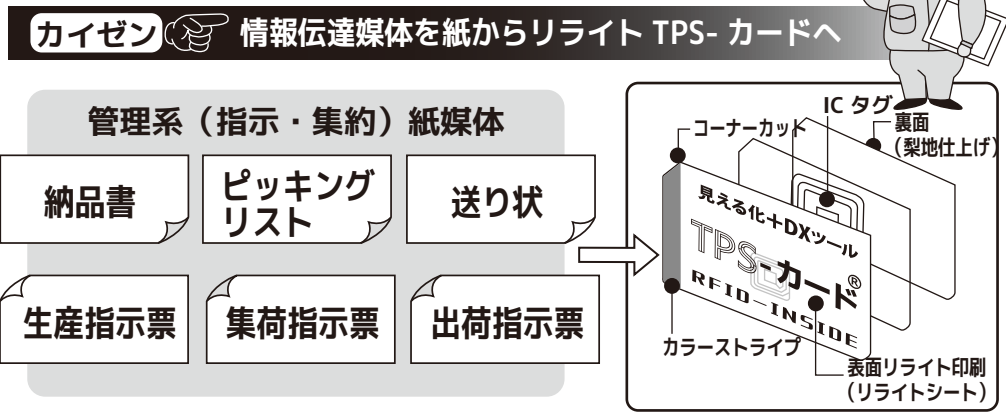 カイゼン 情報伝達媒体を紙からリライト TPS- カードへ
管理系（指示・集約）紙媒体
納品書
ピッキング
リスト
送り状
生産指示票
集荷指示票
出荷指示票
IC タグ
コーナーカット
裏面
（梨地仕上げ）
見える化＋DXツール
TPS-カード®
RFID-INSIDE
カラーストライプ
表面リライト印刷
（リライトシート）